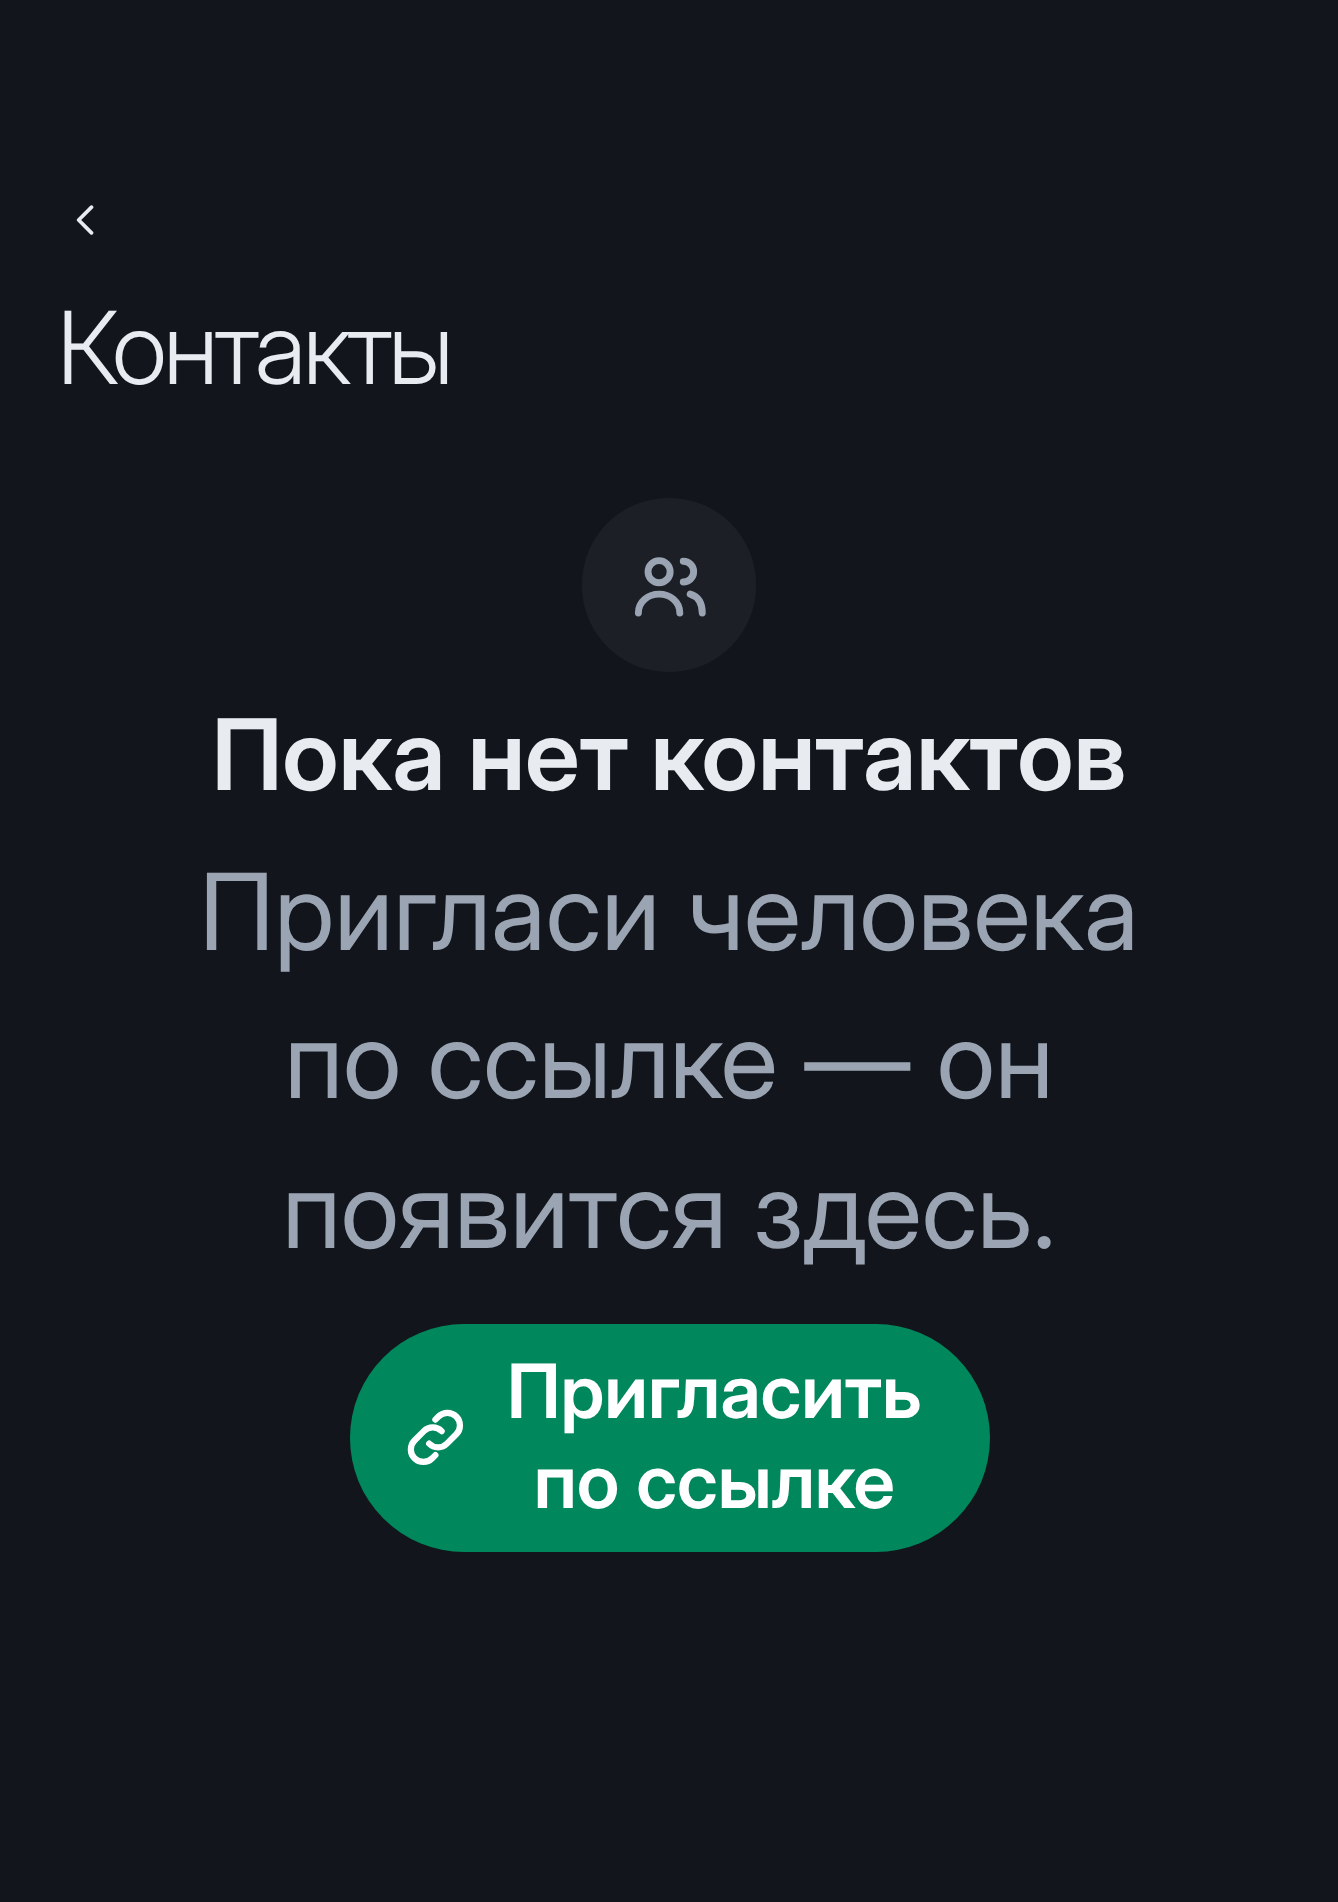 Контакты
Пока нет контактов
Пригласи человека
по ссылке — он
появится здесь.
Пригласить
по ссылке